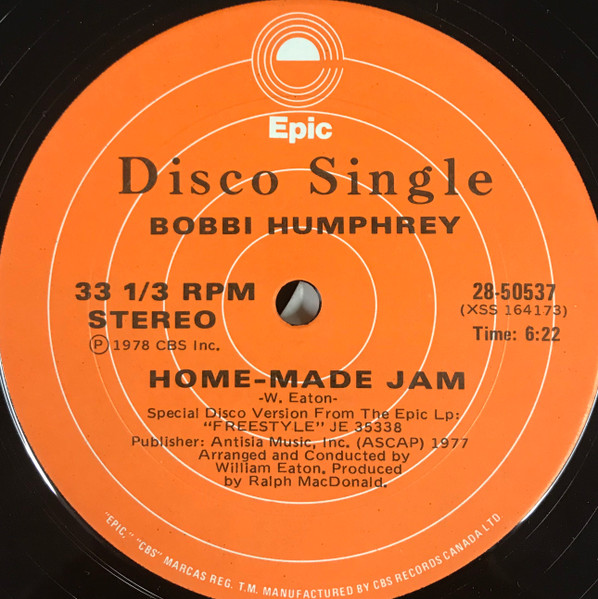 Epic
Disco Single
BOBBI HUMPHREY
33 1/3 RPM
STEREO
Ⓟ 1978 CBS Inc.
28-50537
(XSS 164173)
Time: 6:22
HOME-MADE JAM
-W. Eaton-
Special Disco Version From The Epic Lp:
"FREESTYLE" JE 35338
Publisher: Antisia Music, Inc. (ASCAP) 1977
Arranged and Conducted by
William Eaton. Produced
by Ralph MacDonald.
"EPIC," "CBS" MARCAS REG. T.M. MANUFACTURED BY CBS RECORDS CANADA LTD.